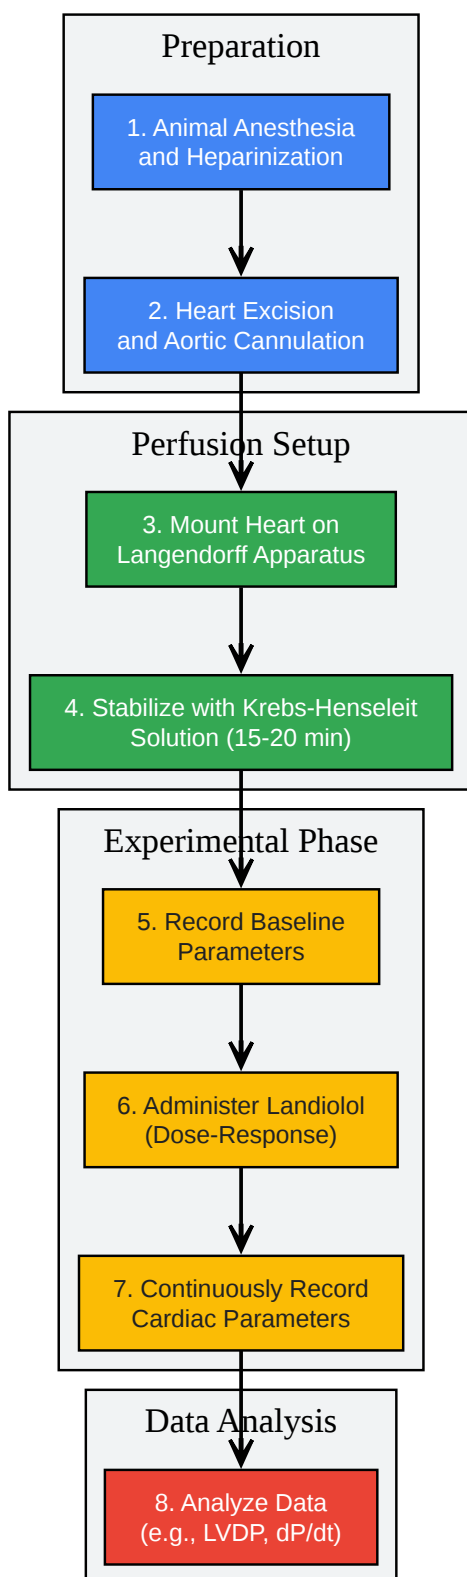 Preparation
1. Animal Anesthesia
and Heparinization
2. Heart Excision
and Aortic Cannulation
Perfusion Setup
3. Mount Heart on
Langendorff Apparatus
4. Stabilize with Krebs-Henseleit
Solution (15-20 min)
Experimental Phase
5. Record Baseline
Parameters
6. Administer Landiolol
(Dose-Response)
7. Continuously Record
Cardiac Parameters
Data Analysis
8. Analyze Data
(e.g., LVDP, dP/dt)